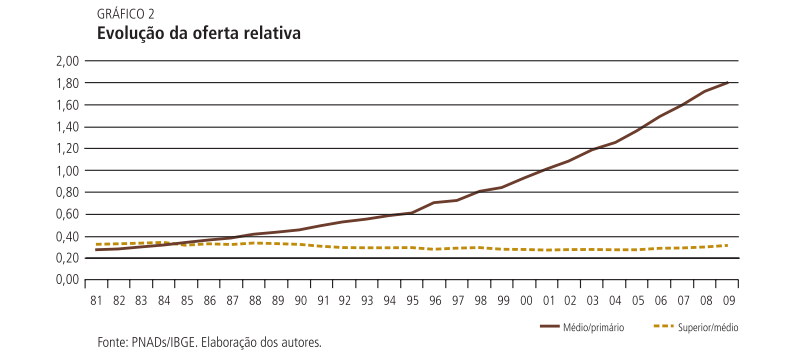 GRÁFICO 2
Evolução da oferta relativa
2,00
1,80
1,60
1,40
1,20
1,00
0,80
0,60
0,40
0,20
0,00
81 82 83 84 85 86 87 88 89 90 91 92 93 94 95 96 97 98 99 00 01 02 03 04 05 06 07 08 09
Médio/primário Superior/médio
Fonte: PNADs/IBGE. Elaboração dos autores.